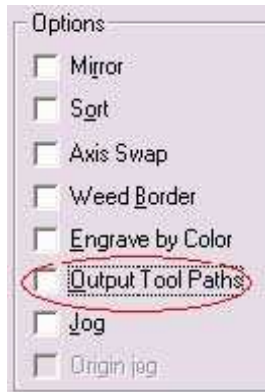 Options
Mirror
Sort
Axis Swap
Weed Border
Engrave by Color
Output Tool Paths
Jog
Origin jog